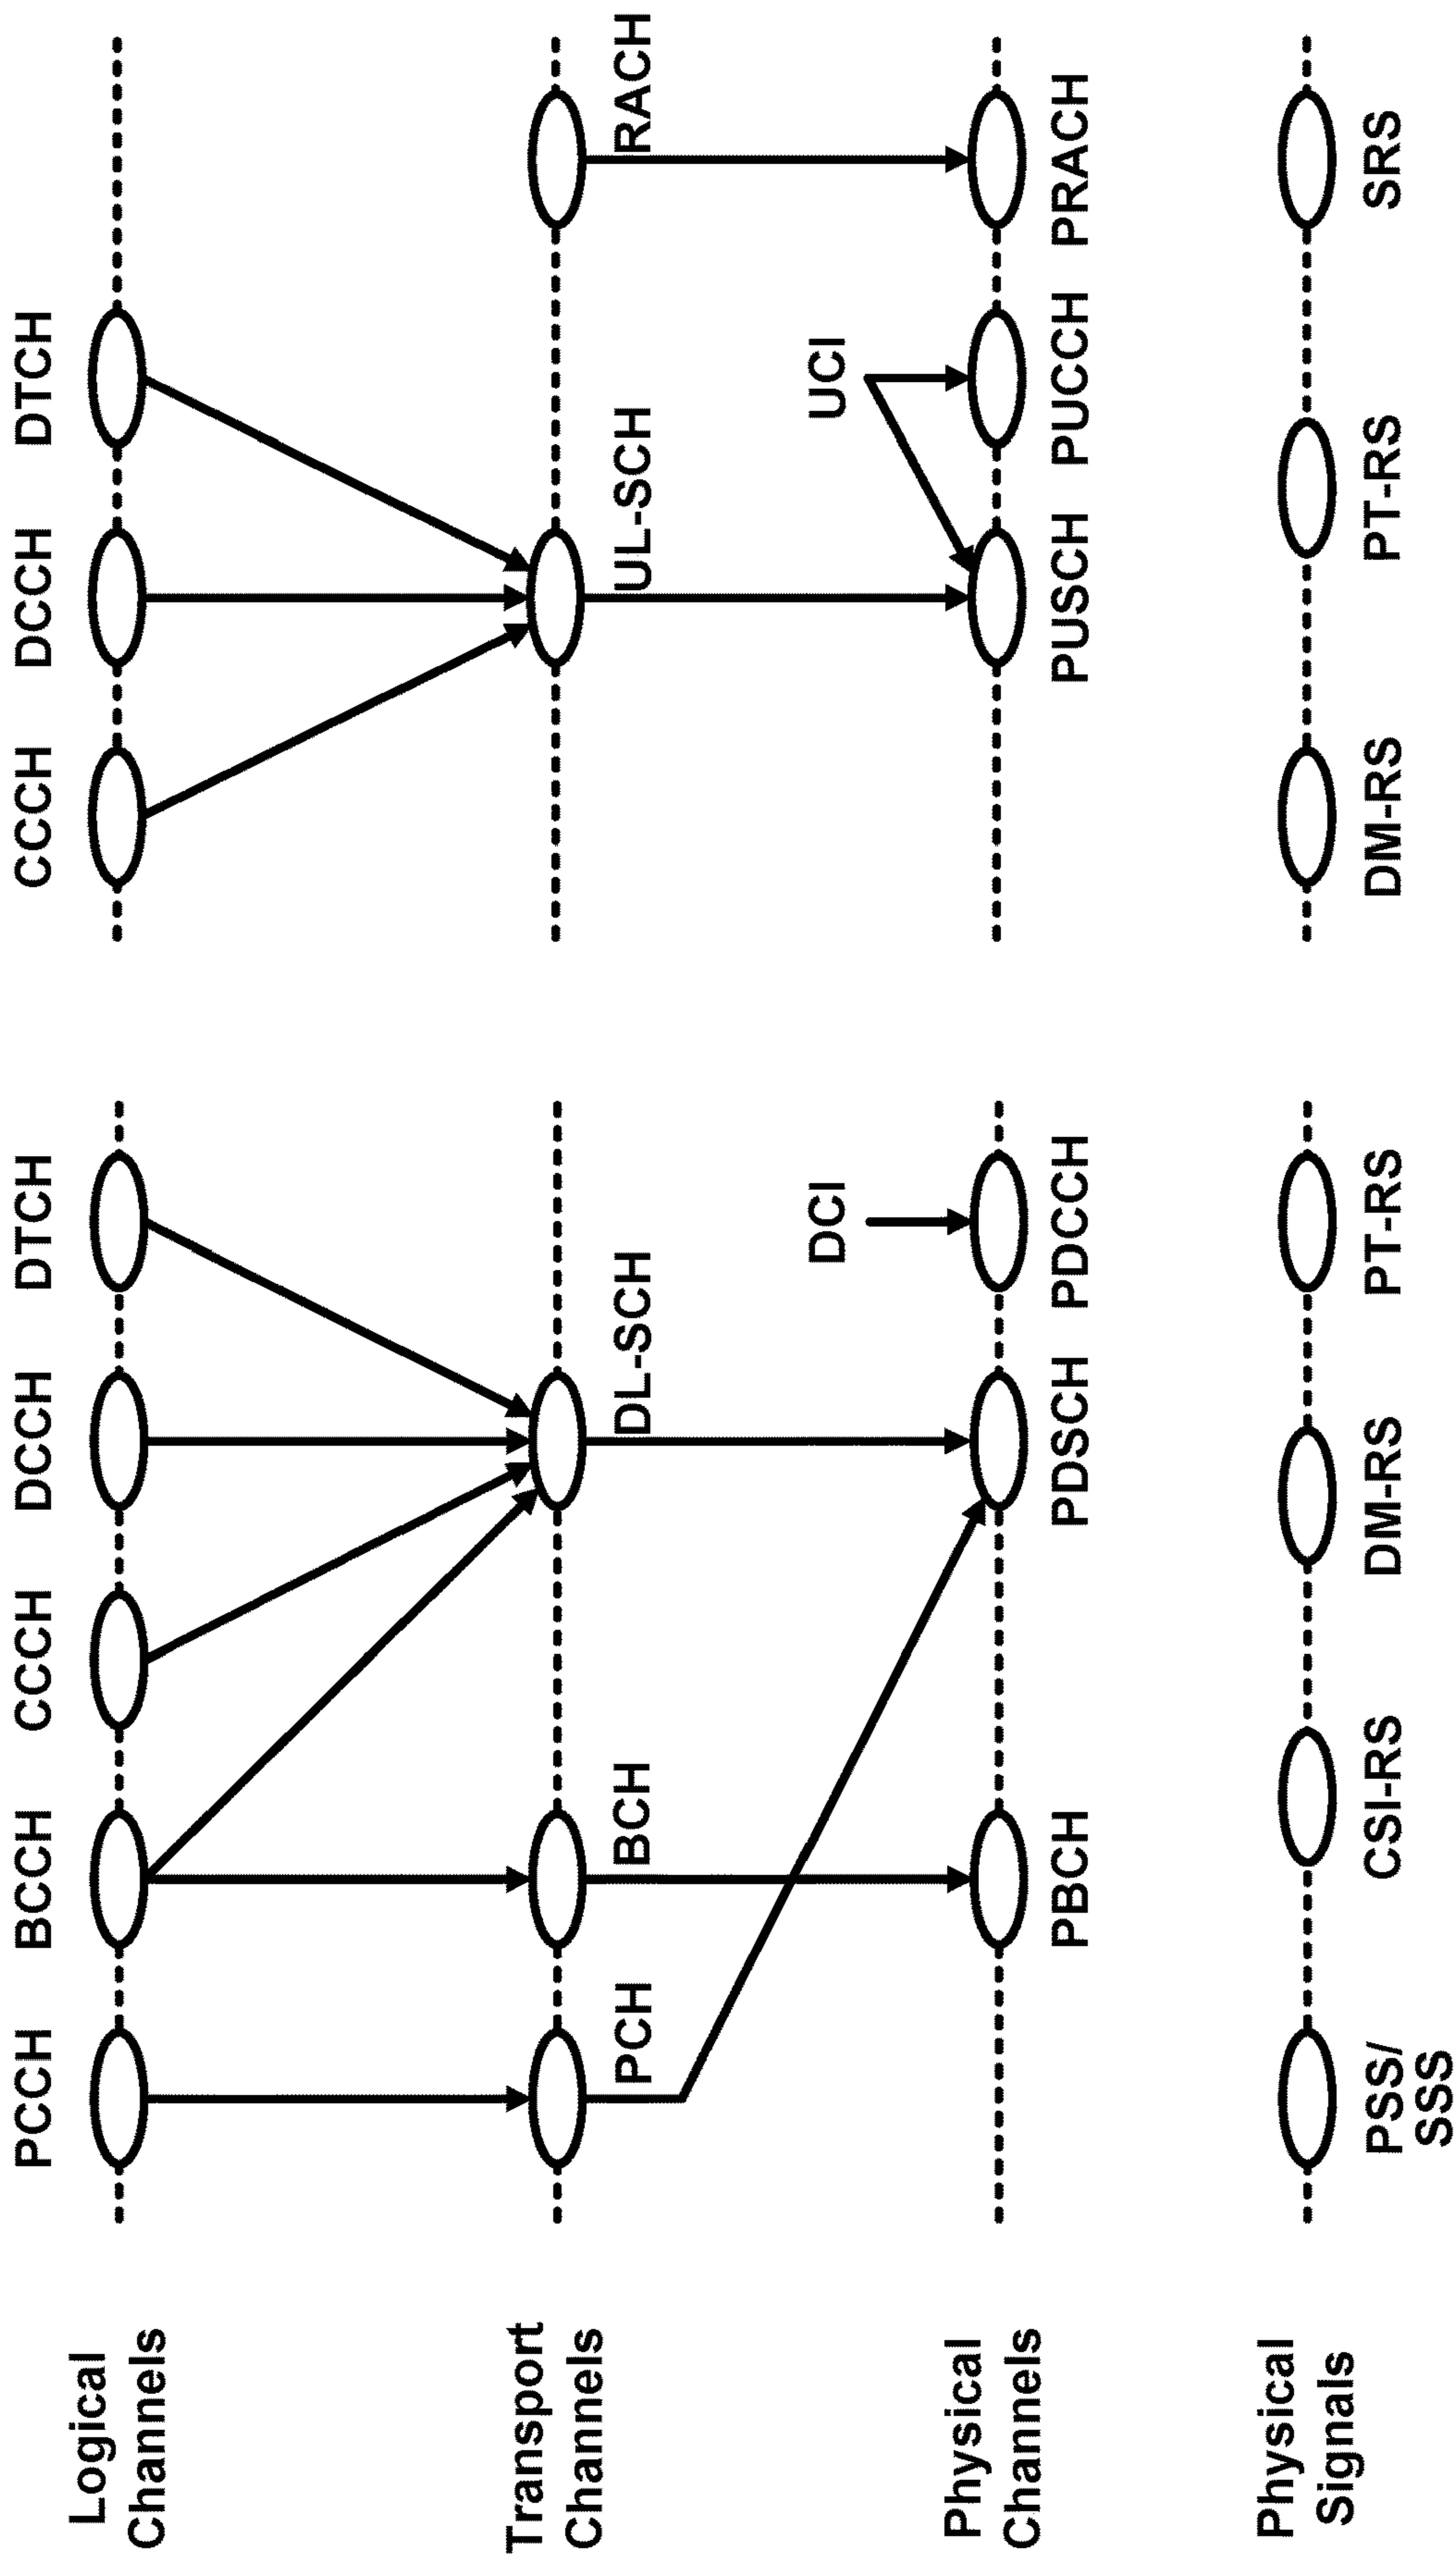 Logical
Channels
PCCH
BCCH
CCCH
DCCH
DTCH
CCCH
DCCH
DTCH
Transport
Channels
PCH
BCH
DL-SCH
UL-SCH
RACH
DCI
UCI
Physical
Channels
PBCH
PDSCH
PDCCH
PUSCH
PUCCH
PRACH
Physical
Signals
PSS/
SSS
CSI-RS
DM-RS
PT-RS
DM-RS
PT-RS
SRS